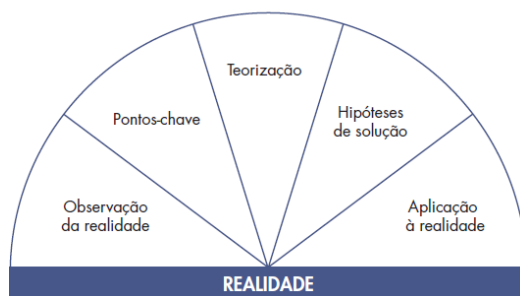 Observação
da realidade
Pontos-chave
Teorização
Hipóteses
de solução
Aplicação
à realidade
REALIDADE